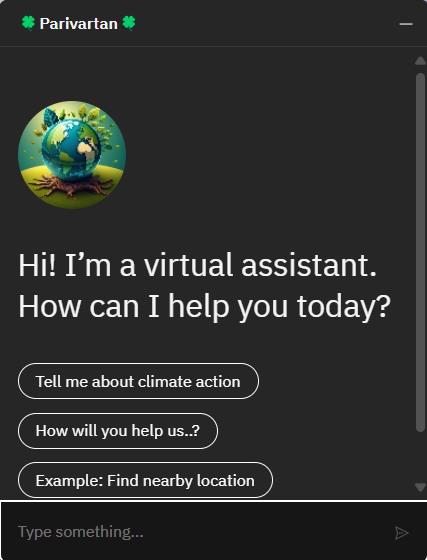 🍀 Parivartan 🍀
Hi! I’m a virtual assistant.
How can I help you today?
Tell me about climate action
How will you help us..?
Example: Find nearby location
Type something...